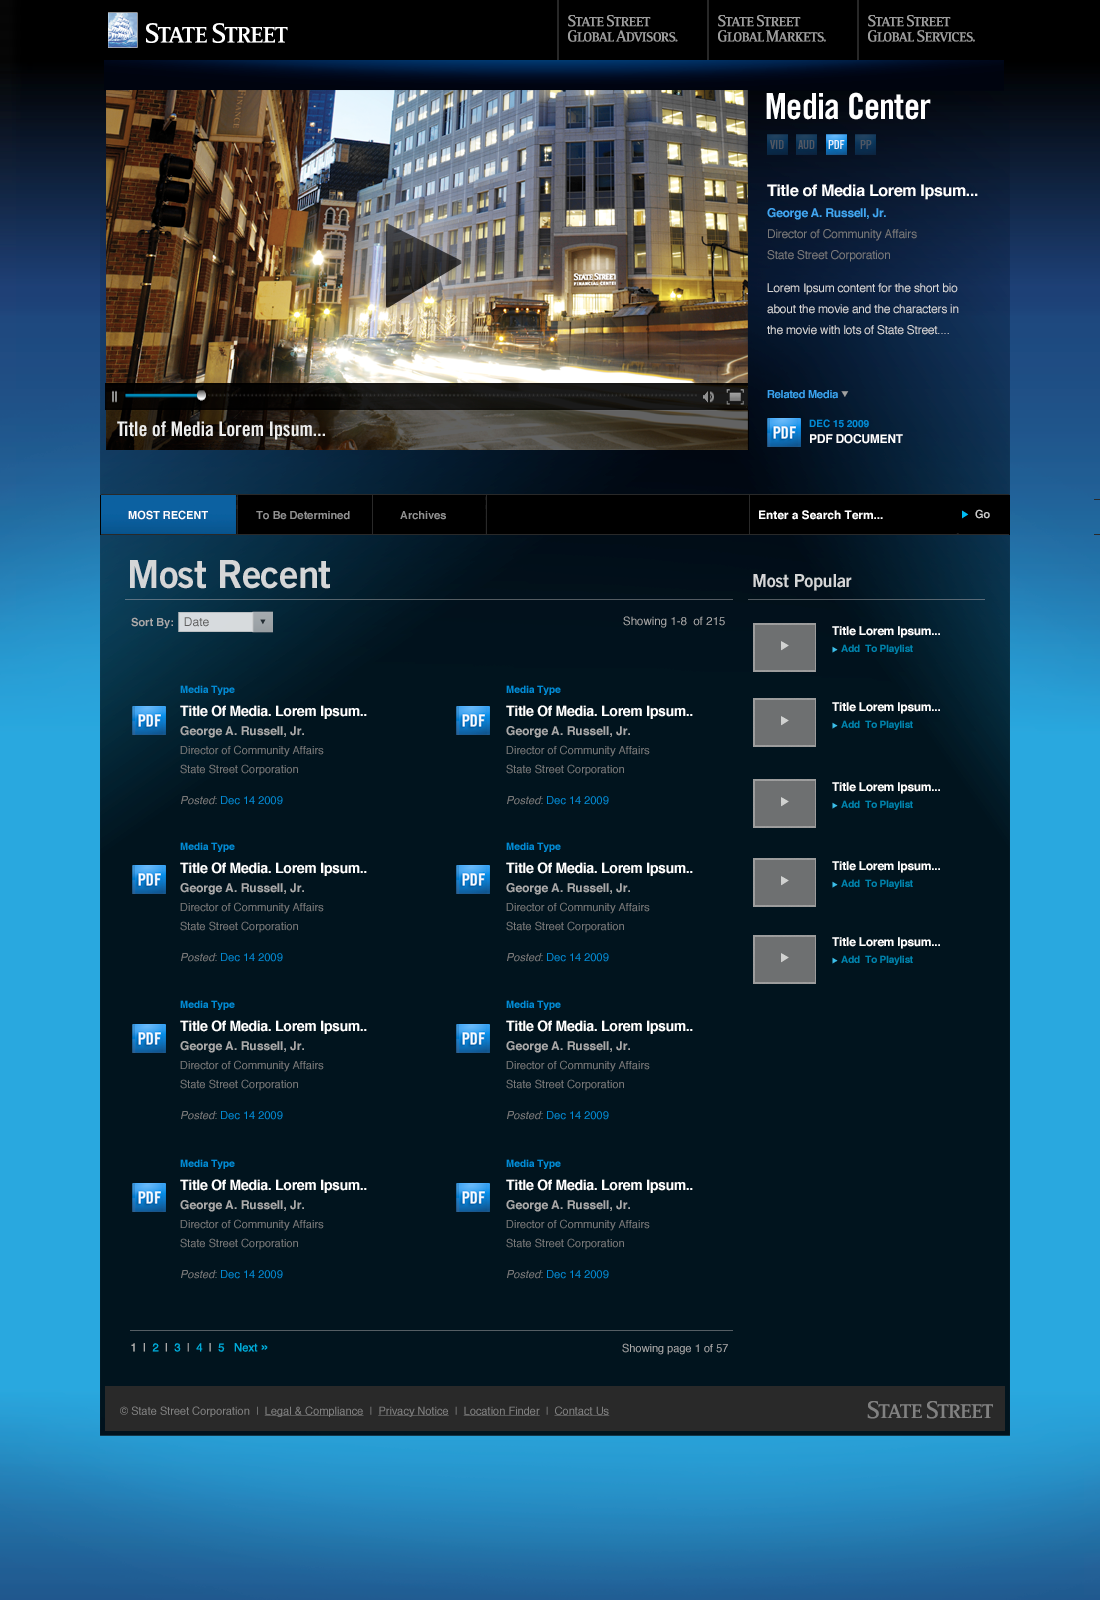 STATE STREET
STATE STREET
GLOBAL ADVISORS.
STATE STREET
GLOBAL MARKETS.
STATE STREET
GLOBAL SERVICES.
FINANCE
STATE STREET
FINANCIAL CENTER
Title of Media Lorem Ipsum...
Media Center
VID AUD PDF PP
Title of Media Lorem Ipsum...
George A. Russell, Jr.
Director of Community Affairs
State Street Corporation
Lorem Ipsum content for the short bio
about the movie and the characters in
the movie with lots of State Street....
Related Media
PDF
DEC 15 2009
PDF DOCUMENT
MOST RECENT To Be Determined Archives Enter a Search Term... Go
Most Recent
Sort By: Date
Showing 1-8 of 215
Media Type
PDF
Title Of Media. Lorem Ipsum..
George A. Russell, Jr.
Director of Community Affairs
State Street Corporation
Posted: Dec 14 2009
Media Type
PDF
Title Of Media. Lorem Ipsum..
George A. Russell, Jr.
Director of Community Affairs
State Street Corporation
Posted: Dec 14 2009
Media Type
PDF
Title Of Media. Lorem Ipsum..
George A. Russell, Jr.
Director of Community Affairs
State Street Corporation
Posted: Dec 14 2009
Media Type
PDF
Title Of Media. Lorem Ipsum..
George A. Russell, Jr.
Director of Community Affairs
State Street Corporation
Posted: Dec 14 2009
Media Type
PDF
Title Of Media. Lorem Ipsum..
George A. Russell, Jr.
Director of Community Affairs
State Street Corporation
Posted: Dec 14 2009
Media Type
PDF
Title Of Media. Lorem Ipsum..
George A. Russell, Jr.
Director of Community Affairs
State Street Corporation
Posted: Dec 14 2009
Media Type
PDF
Title Of Media. Lorem Ipsum..
George A. Russell, Jr.
Director of Community Affairs
State Street Corporation
Posted: Dec 14 2009
Media Type
PDF
Title Of Media. Lorem Ipsum..
George A. Russell, Jr.
Director of Community Affairs
State Street Corporation
Posted: Dec 14 2009
1 | 2 | 3 | 4 | 5 Next »
Showing page 1 of 57
Most Popular
Title Lorem Ipsum...
Add To Playlist
Title Lorem Ipsum...
Add To Playlist
Title Lorem Ipsum...
Add To Playlist
Title Lorem Ipsum...
Add To Playlist
Title Lorem Ipsum...
Add To Playlist
© State Street Corporation | Legal & Compliance | Privacy Notice | Location Finder | Contact Us
STATE STREET